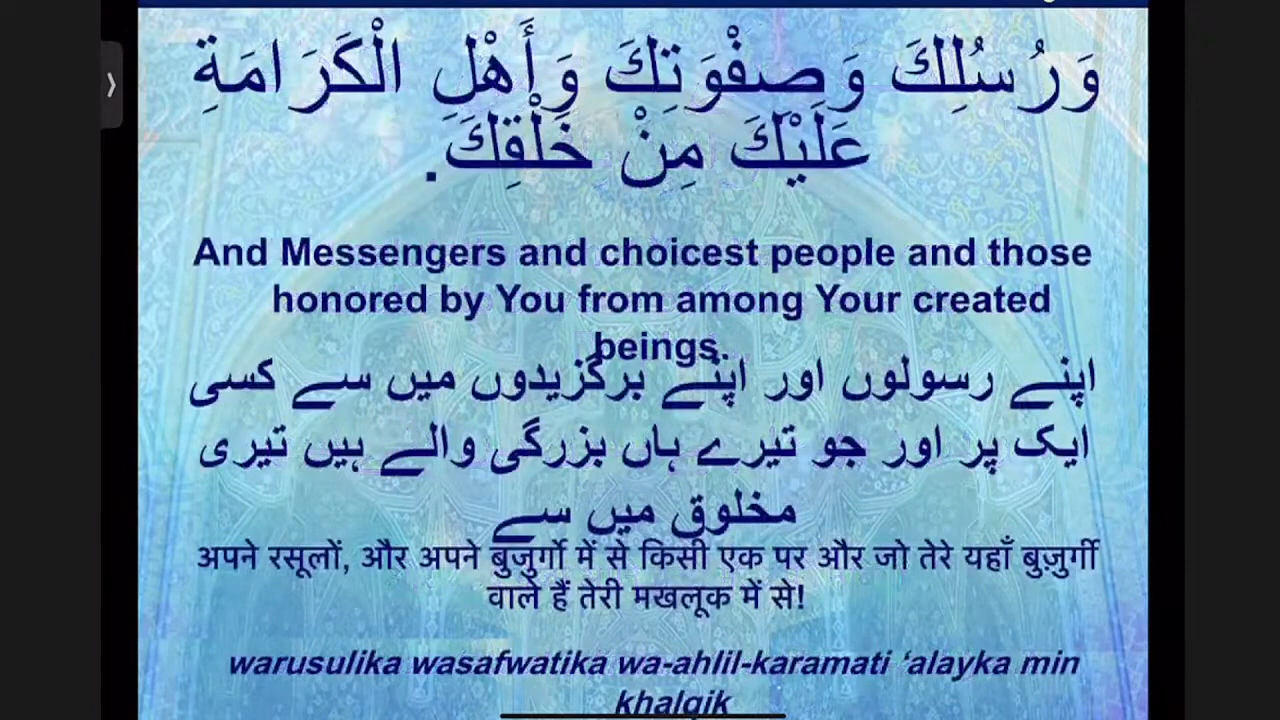 وَرُسُلِكَ وَصِفْوَتِكَ وَأَهْلِ الْكَرَامَةِ
عَلَيْكَ مِنْ خَلْقِكَ.
And Messengers and choicest people and those
honored by You from among Your created
beings.
اپنے رسولوں اور اپنے برگزیدوں میں سے کسی
ایک پر اور جو تیرے ہاں بزرگی والے ہیں تیری
مخلوق میں سے
अपने रसूलों, और अपने बुज़ुर्गो में से किसी एक पर और जो तेरे यहाँ बुज़ुर्गी
वाले हैं तेरी मखलूक में से!
warusulika wasafwatika wa-ahlil-karamati ‘alayka min
khalqik